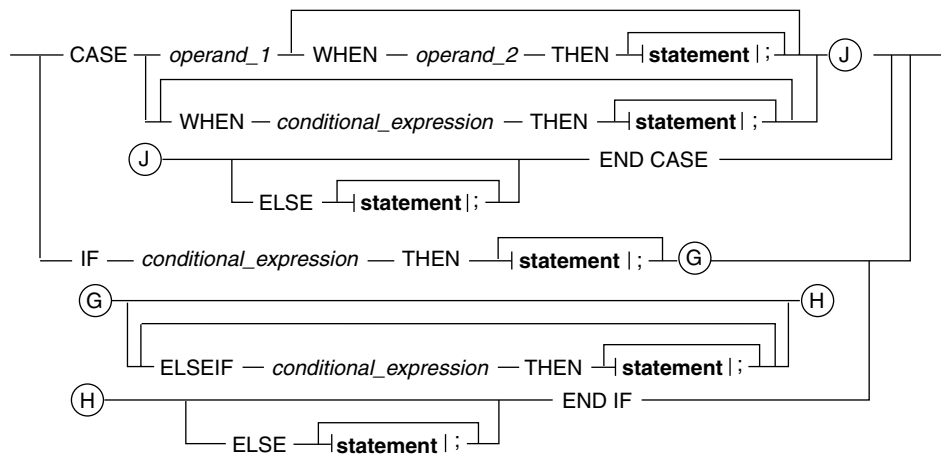 CASE operand_1 WHEN operand_2 THEN |statement|; J
WHEN conditional_expression THEN |statement|;
J END CASE
ELSE |statement|;
IF conditional_expression THEN |statement|; G
G H
ELSEIF conditional_expression THEN |statement|;
H END IF
ELSE |statement|;